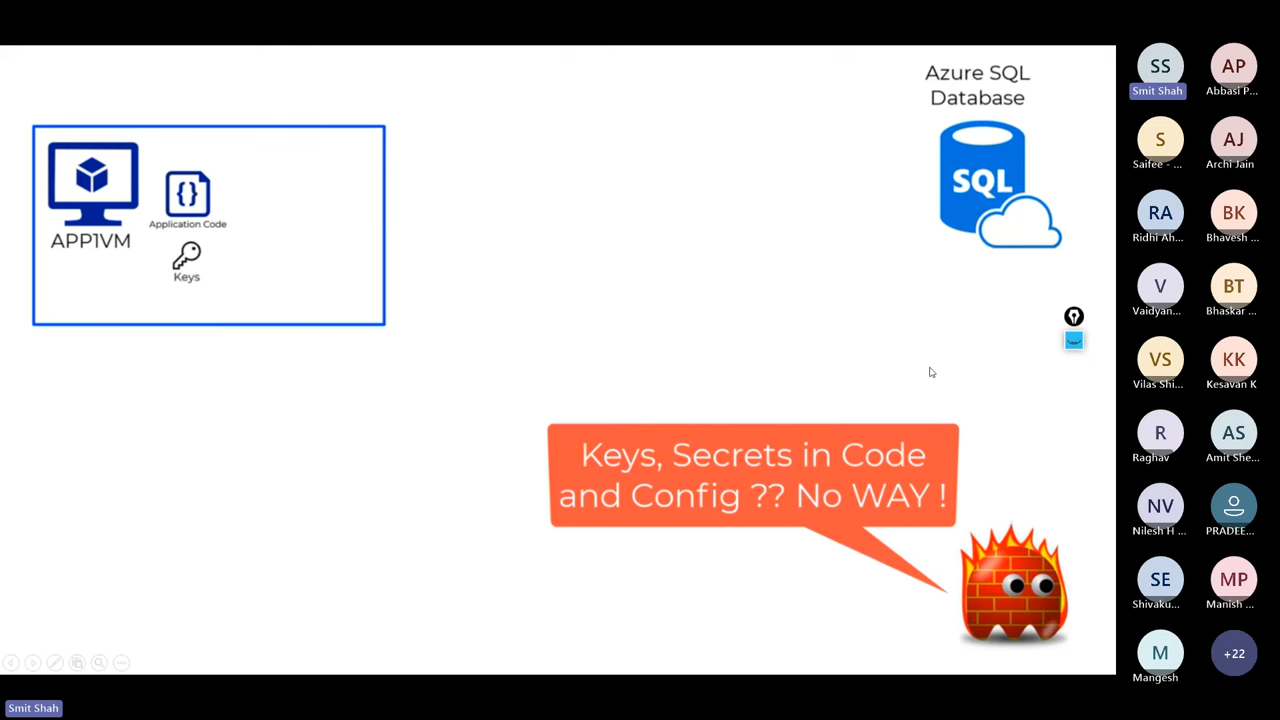 Azure SQL
Database
SQL
APP1VM
{}
Application Code
Keys
Keys, Secrets in Code
and Config ?? No WAY !
SS
Smit Shah
AP
Abbasi P...
S
Saifee - ...
AJ
Archi Jain
RA
Ridhi Ah...
BK
Bhavesh ...
V
Vaidyan...
BT
Bhaskar ...
VS
Vilas Shi...
KK
Kesavan K
R
Raghav
AS
Amit She...
NV
Nilesh H ...
PRADEE...
SE
Shivaku...
MP
Manish ...
M
Mangesh
+22
Smit Shah